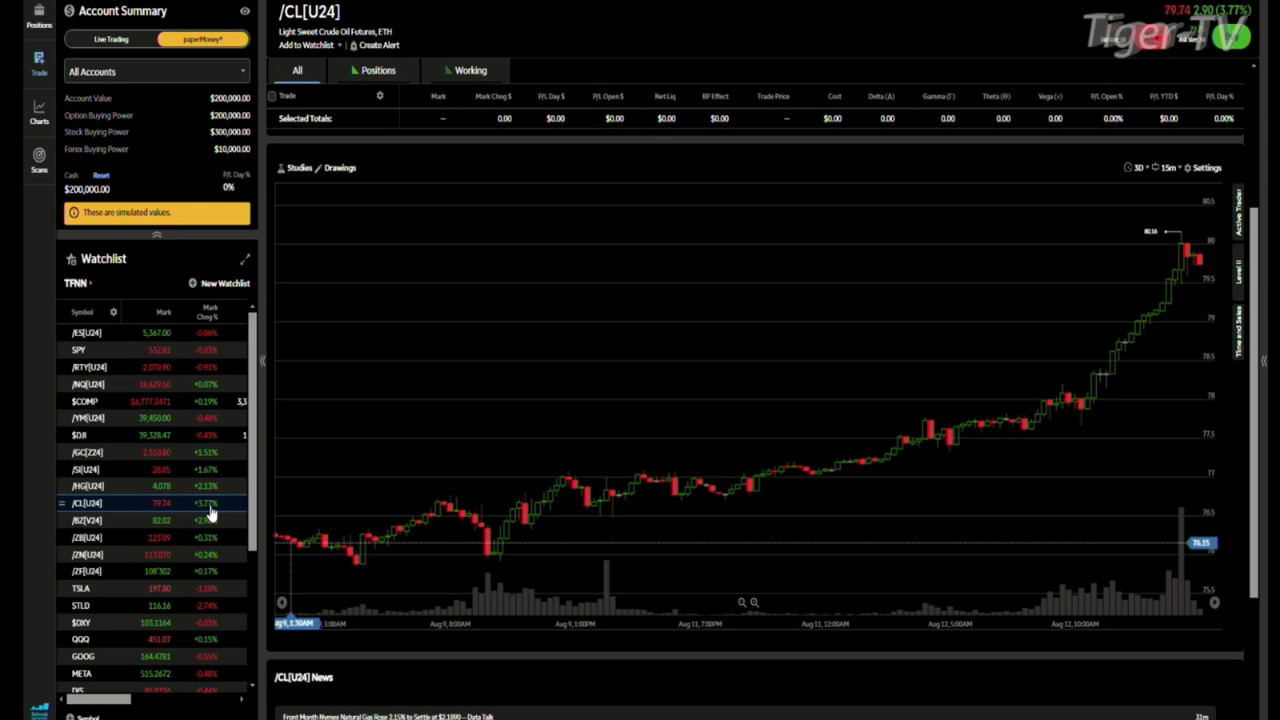 Positions
Account Summary
Trade
Live Trading
paperMoney®
All Accounts
Charts
Account Value $200,000.00
Option Buying Power $200,000.00
Stock Buying Power $300,000.00
Forex Buying Power $10,000.00
Scans
Cash Reset P/L Day %
$200,000.00 0%
These are simulated values.
Watchlist
TFNN New Watchlist
Symbol Mark Mark Chng %
/ES[U24] 5,367.00 -0.06%
SPY 532.82 -0.03%
/RTY[U24] 2,070.90 -0.91%
/NQ[U24] 18,629.50 +0.07%
$COMP 16,777.5471 +0.19% 3,3
/YM[U24] 39,450.00 -0.48%
$DJI 39,328.47 -0.43% 1
/GC[Z24] 2,510.80 +1.51%
/SI[U24] 28.05 +1.67%
/HG[U24] 4.078 +2.13%
/CL[U24] 79.74 +3.77%
/BZ[V24] 82.02
/ZB[U24] +0.31%
/ZN[U24] +0.24%
/ZF[U24] 108'302 +0.17%
TSLA 197.80 -1.10%
STLD 116.16 -2.74%
$DXY 103.1164 -0.03%
QQQ 451.07 +0.15%
GOOG 164.4781 -0.55%
META 515.2672 -0.48%
DIS
Symbol
/CL[U24]
79.74 2.90 (3.77%)
Light Sweet Crude Oil Futures, ETH
Add to Watchlist Create Alert
Tiger-TV
All Positions Working
Trade Mark Mark Chng $ P/L Day $ P/L Open $ Net Liq BP Effect Trade Price Cost Delta (Δ) Gamma (Γ) Theta (Θ) Vega (ν) P/L Open % P/L YTD $ P/L Day %
Selected Totals: -- 0.00 $0.00 $0.00 $0.00 $0.00 -- $0.00 0.00 0.00 0.00 0.00 0.00% $0.00 0.00%
Studies Drawings 3D 15m Settings
80.5
80.16
80
79.5
79
78.5
78
77.5
77
76.5
76.15
76
75.5
Active Trader
Level II
Time and Sales
Aug 9, 8:00AM Aug 9, 1:00PM Aug 11, 7:00PM Aug 11, 12:00AM Aug 12, 5:00AM Aug 12, 10:00AM
/CL[U24] News
Front Month Nymex Natural Gas Rose 2.15% to Settle at $2.1890 -- Data Talk 31m